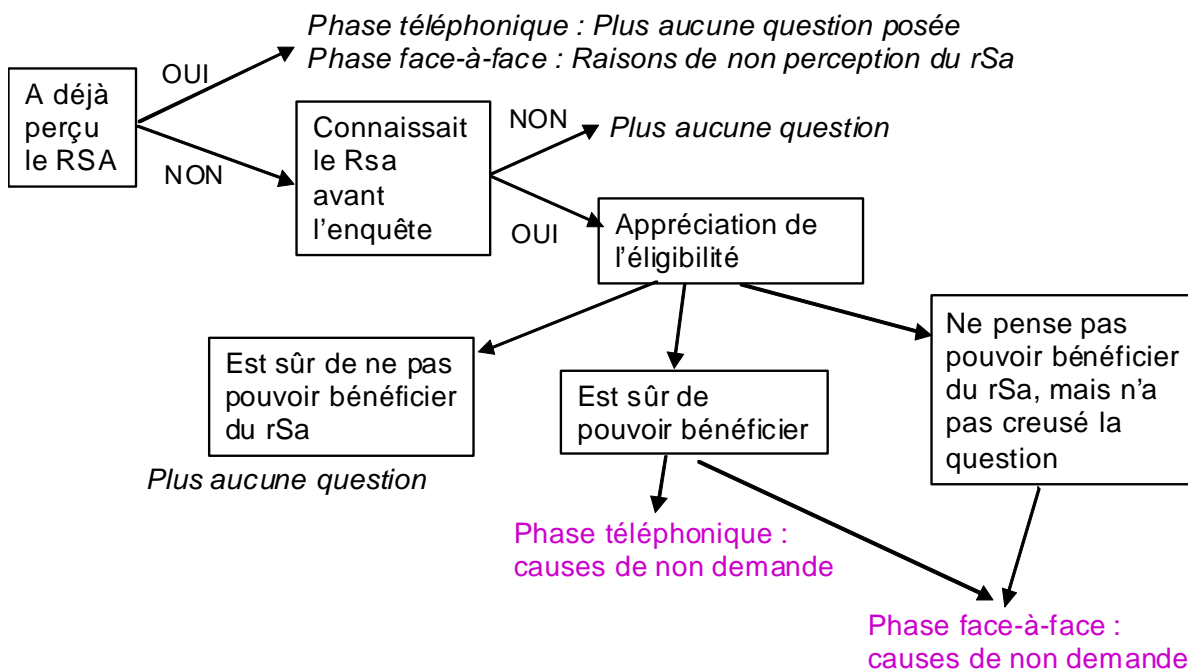 Phase téléphonique : Plus aucune question posée
Phase face-à-face : Raisons de non perception du rSa
OUI
A déjà
perçu
le RSA
NON
Connaissait
le Rsa
avant
l'enquête
NON
Plus aucune question
OUI
Appréciation de
l'éligibilité
Est sûr de ne pas
pouvoir bénéficier
du rSa
Plus aucune question
Est sûr de
pouvoir bénéficier
Ne pense pas
pouvoir bénéficier
du rSa, mais n'a
pas creusé la
question
Phase téléphonique :
causes de non demande
Phase face-à-face :
causes de non demande